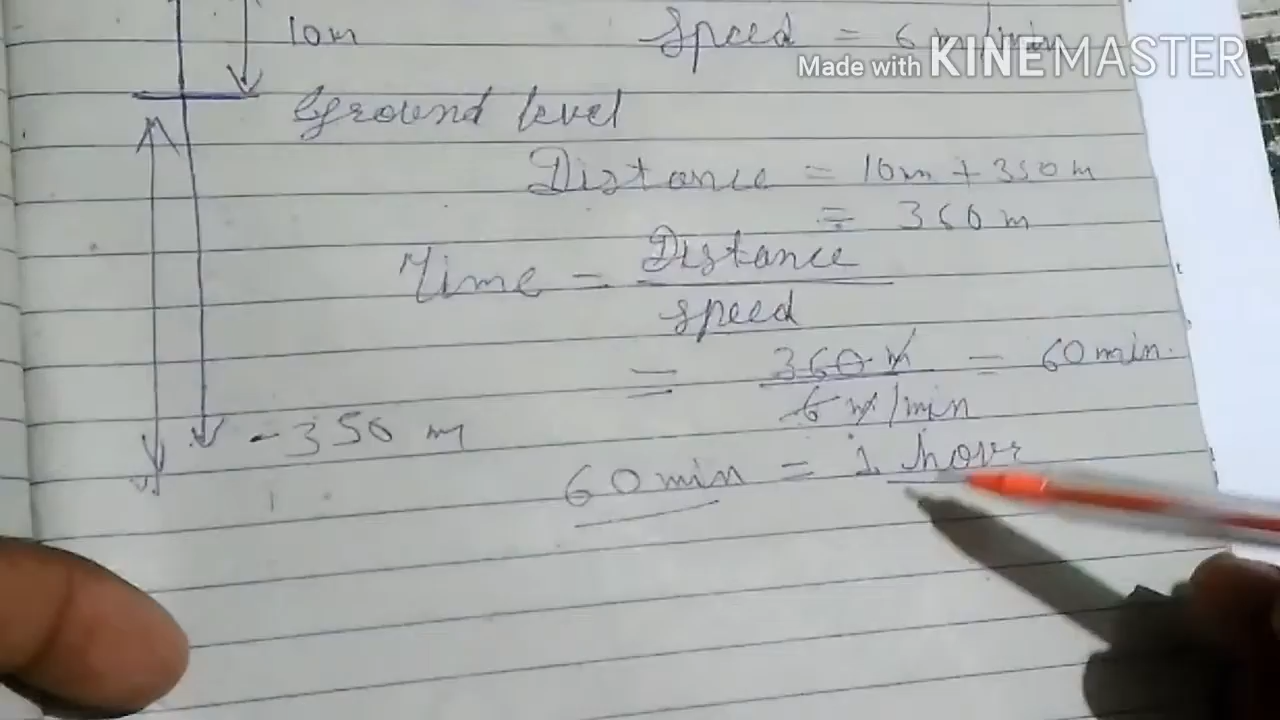 10m
Speed = 6 m/min
Made with KINEMASTER
Ground level
Distance = 10m + 350 m
= 360 m
Time = Distance / speed
= 360 m / 6 m/min = 60 min.
- 350 m
60 min = 1 hour